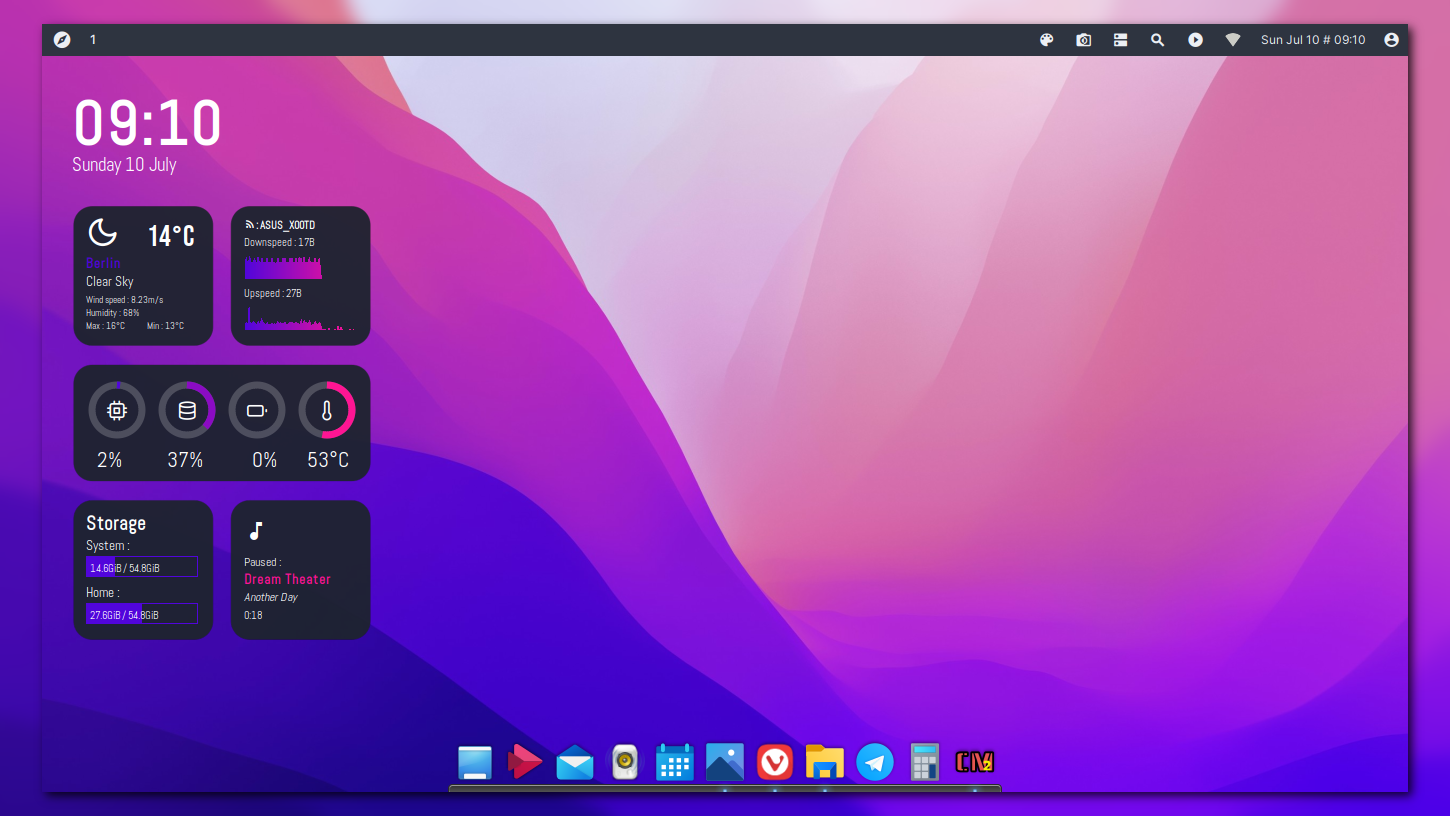 1
Sun Jul 10 # 09:10
09:10
Sunday 10 July
14°C
Berlin
Clear Sky
Wind speed : 8.23m/s
Humidity : 68%
Max : 16°C Min : 13°C
: ASUS_X00TD
Downspeed : 17B
Upspeed : 27B
2% 37% 0% 53°C
Storage
System :
14.6GiB / 54.8GiB
Home :
27.6GiB / 54.8GiB
Paused :
Dream Theater
Another Day
0:18
CM2